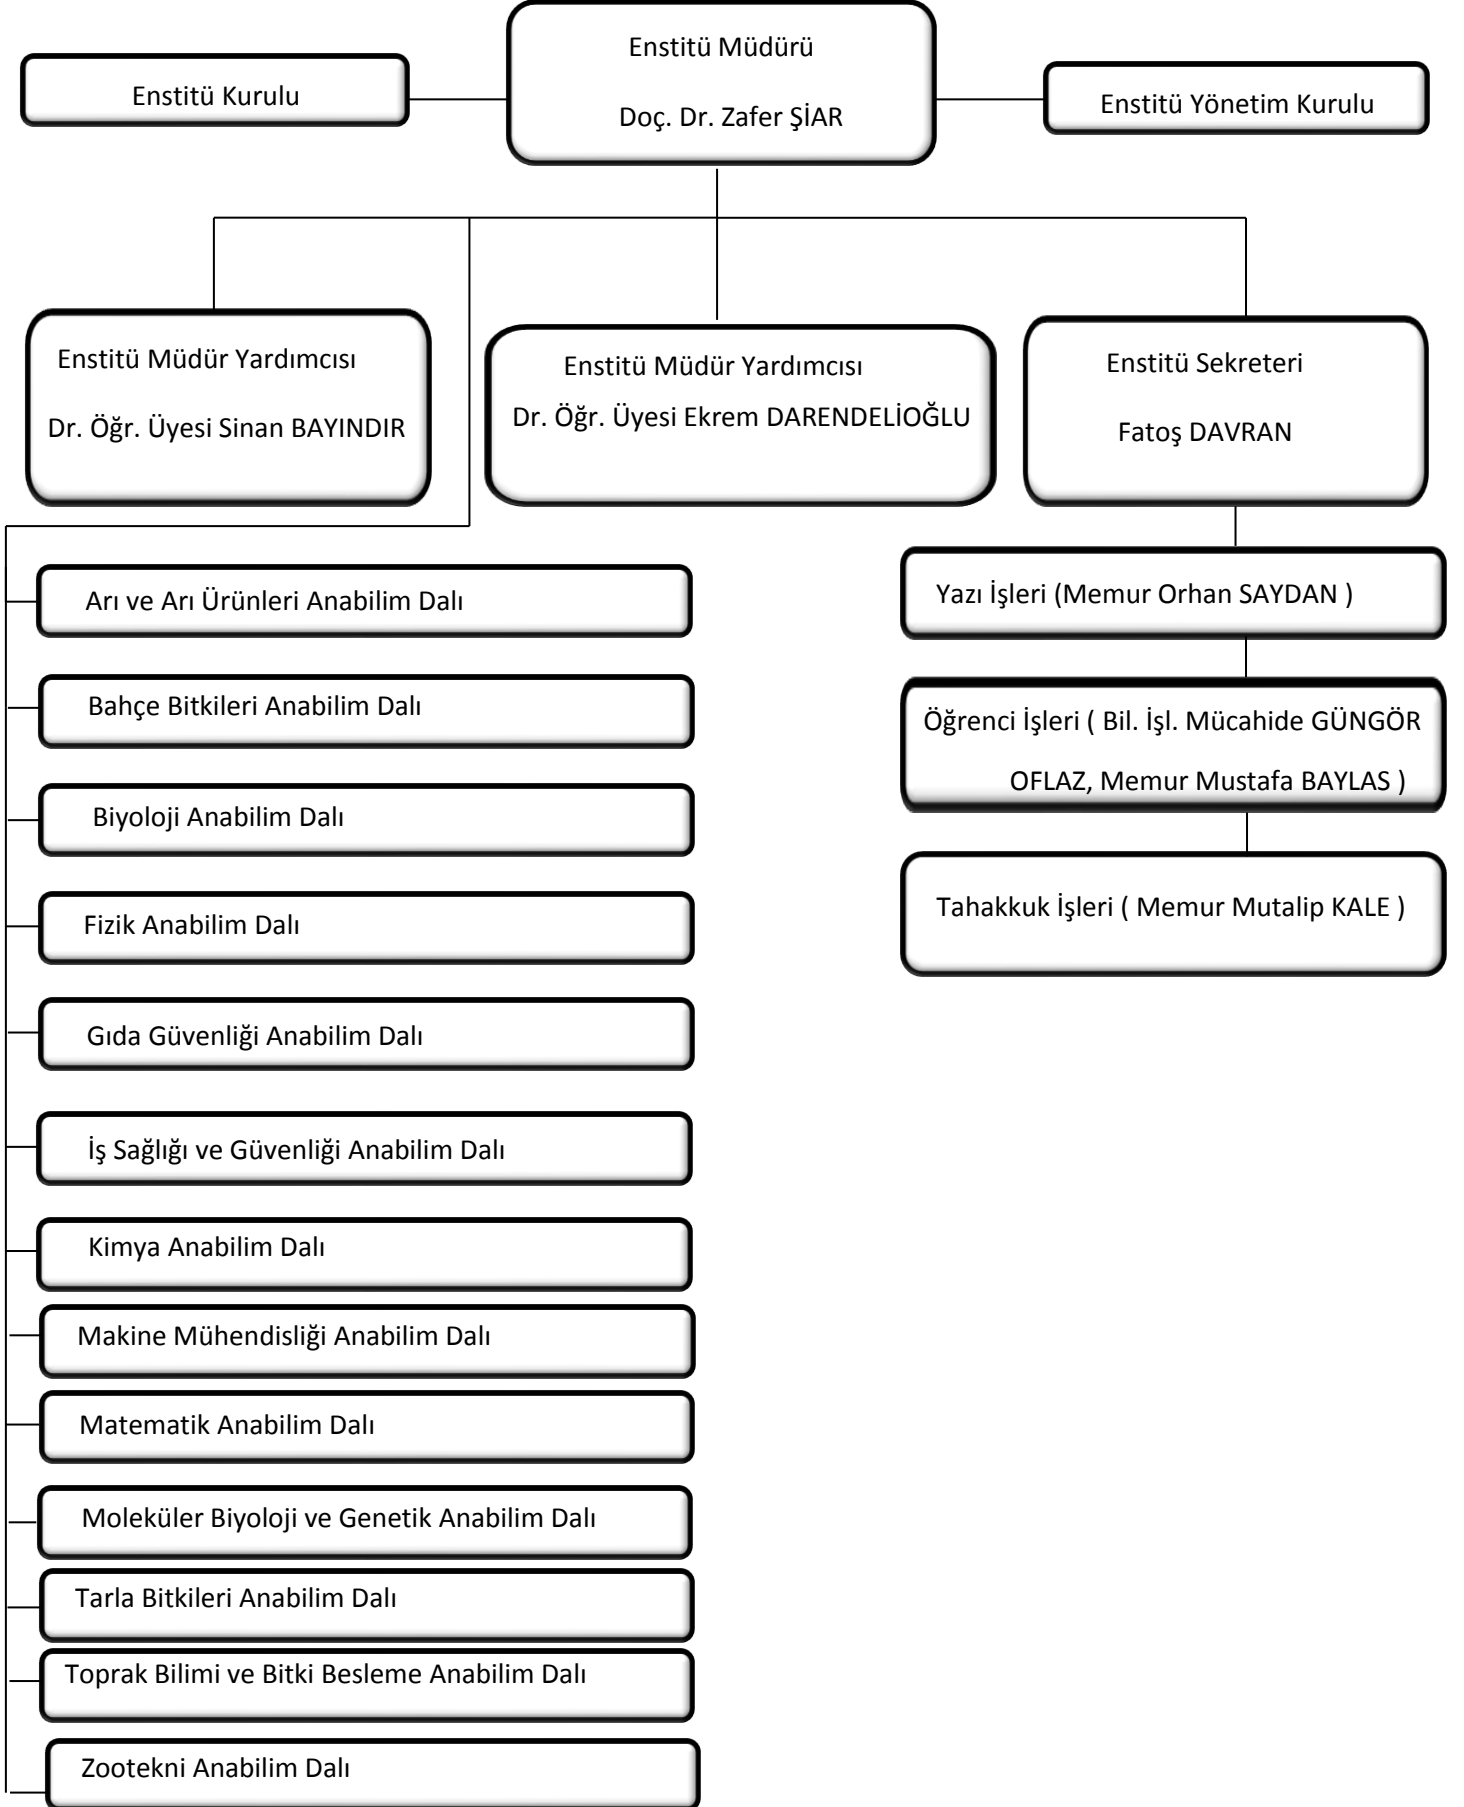 Enstitü Müdürü
Doç. Dr. Zafer ŞİAR
Enstitü Kurulu
Enstitü Yönetim Kurulu
Enstitü Müdür Yardımcısı
Dr. Öğr. Üyesi Sinan BAYINDIR
Enstitü Müdür Yardımcısı
Dr. Öğr. Üyesi Ekrem DARENDELİOĞLU
Enstitü Sekreteri
Fatoş DAVRAN
Arı ve Arı Ürünleri Anabilim Dalı
Bahçe Bitkileri Anabilim Dalı
Biyoloji Anabilim Dalı
Fizik Anabilim Dalı
Gıda Güvenliği Anabilim Dalı
İş Sağlığı ve Güvenliği Anabilim Dalı
Kimya Anabilim Dalı
Makine Mühendisliği Anabilim Dalı
Matematik Anabilim Dalı
Moleküler Biyoloji ve Genetik Anabilim Dalı
Tarla Bitkileri Anabilim Dalı
Toprak Bilimi ve Bitki Besleme Anabilim Dalı
Zootekni Anabilim Dalı
Yazı İşleri (Memur Orhan SAYDAN )
Öğrenci İşleri ( Bil. İşl. Mücahide GÜNGÖR
OFLAZ, Memur Mustafa BAYLAS )
Tahakkuk İşleri ( Memur Mutalip KALE )